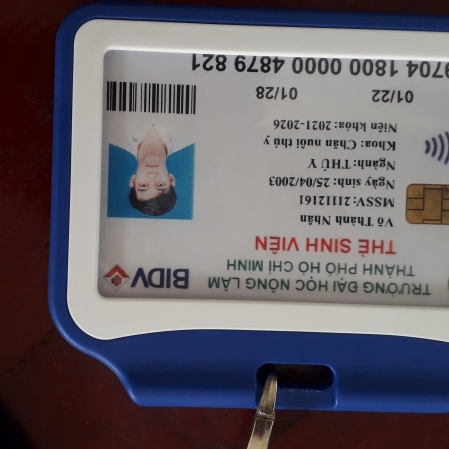 TRƯỜNG ĐẠI HỌC NÔNG LÂM
THÀNH PHỐ HỒ CHÍ MINH
BIDV
THẺ SINH VIÊN
Võ Thành Nhân
MSSV: 21112161
Ngày sinh: 25/04/2003
Ngành: THÚ Y
Khoa: Chăn nuôi thú y
Niên khóa: 2021-2026
01/22 01/28
9704 1800 0000 4879 821